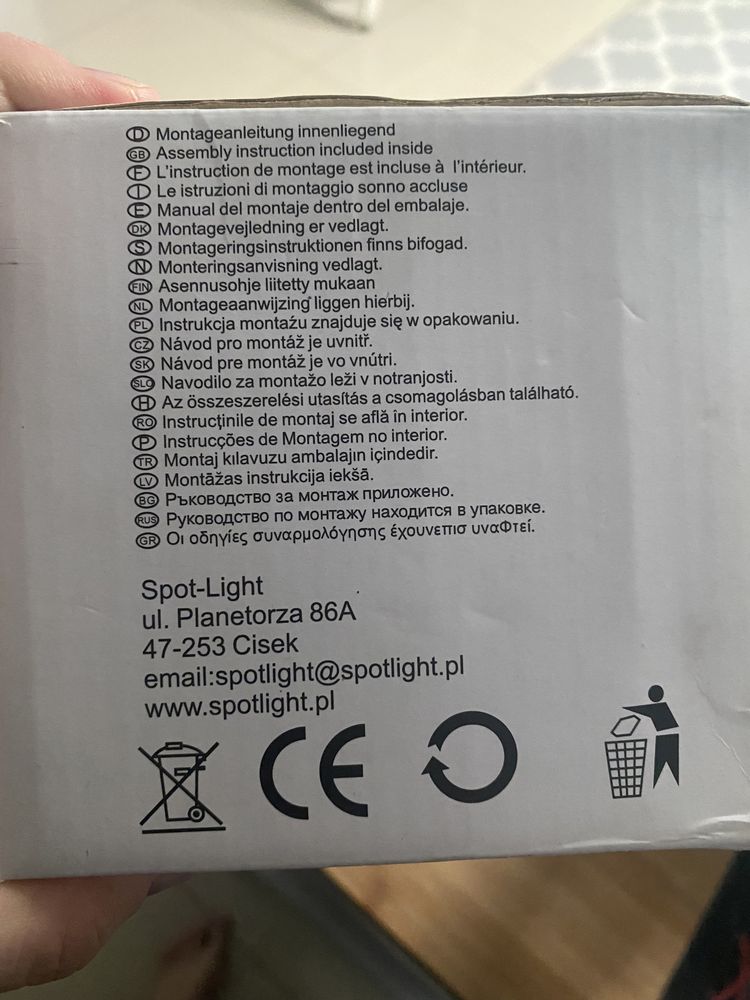 D Montageanleitung innenliegend
GB Assembly instruction included inside
F L'instruction de montage est incluse à l'intérieur.
I Le istruzioni di montaggio sonno accluse
E Manual del montaje dentro del embalaje.
DK Montagevejledning er vedlagt.
S Montageringsinstruktionen finns bifogad.
N Monteringsanvisning vedlagt.
FIN Asennusohje liitetty mukaan
NL Montageaanwijzing liggen hierbij.
PL Instrukcja montaźu znajduje się w opakowaniu.
CZ Návod pro montáž je uvnitř.
SK Návod pre montáž je vo vnútri.
SLO Navodilo za montažo leži v notranjosti.
H Az összeszerelési utasítás a csomagolásban található.
RO Instrucţinile de montaj se află in interior.
P Instrucções de Montagem no interior.
TR Montaj kılavuzu ambalajın içindedir.
LV Montāžas instrukcija iekšā.
BG Ръководство за монтаж приложено.
RUS Руководство по монтажу находится в упаковке.
GR Οι οδηγίες συναρμολόγησης έχουνεπισ υναΦτεί.
Spot-Light
ul. Planetorza 86A
47-253 Cisek
email:spotlight@spotlight.pl
www.spotlight.pl
CE